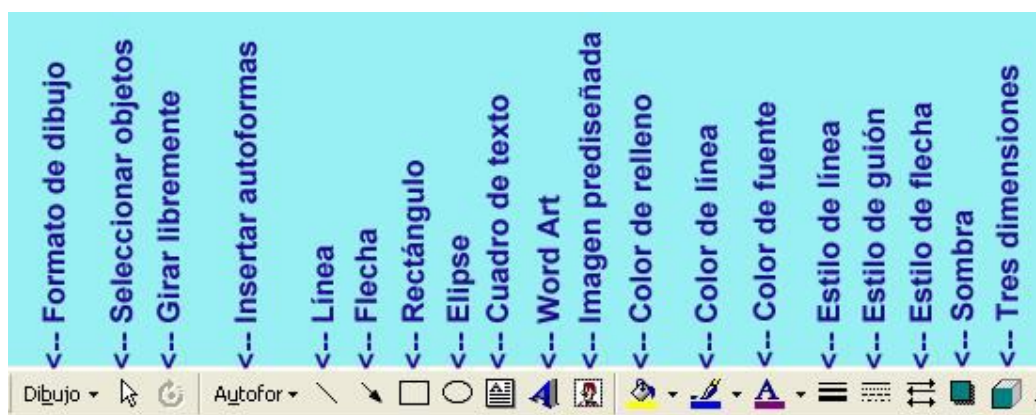 <-- Formato de dibujo
<-- Seleccionar objetos
<-- Girar libremente
<-- Insertar autoformas
<-- Línea
<-- Flecha
<-- Rectángulo
<-- Elipse
<-- Cuadro de texto
<-- Word Art
<-- Imagen prediseñada
<-- Color de relleno
<-- Color de línea
<-- Color de fuente
<-- Estilo de línea
<-- Estilo de guión
<-- Estilo de flecha
<-- Sombra
<-- Tres dimensiones
Dibujo Autofor A A